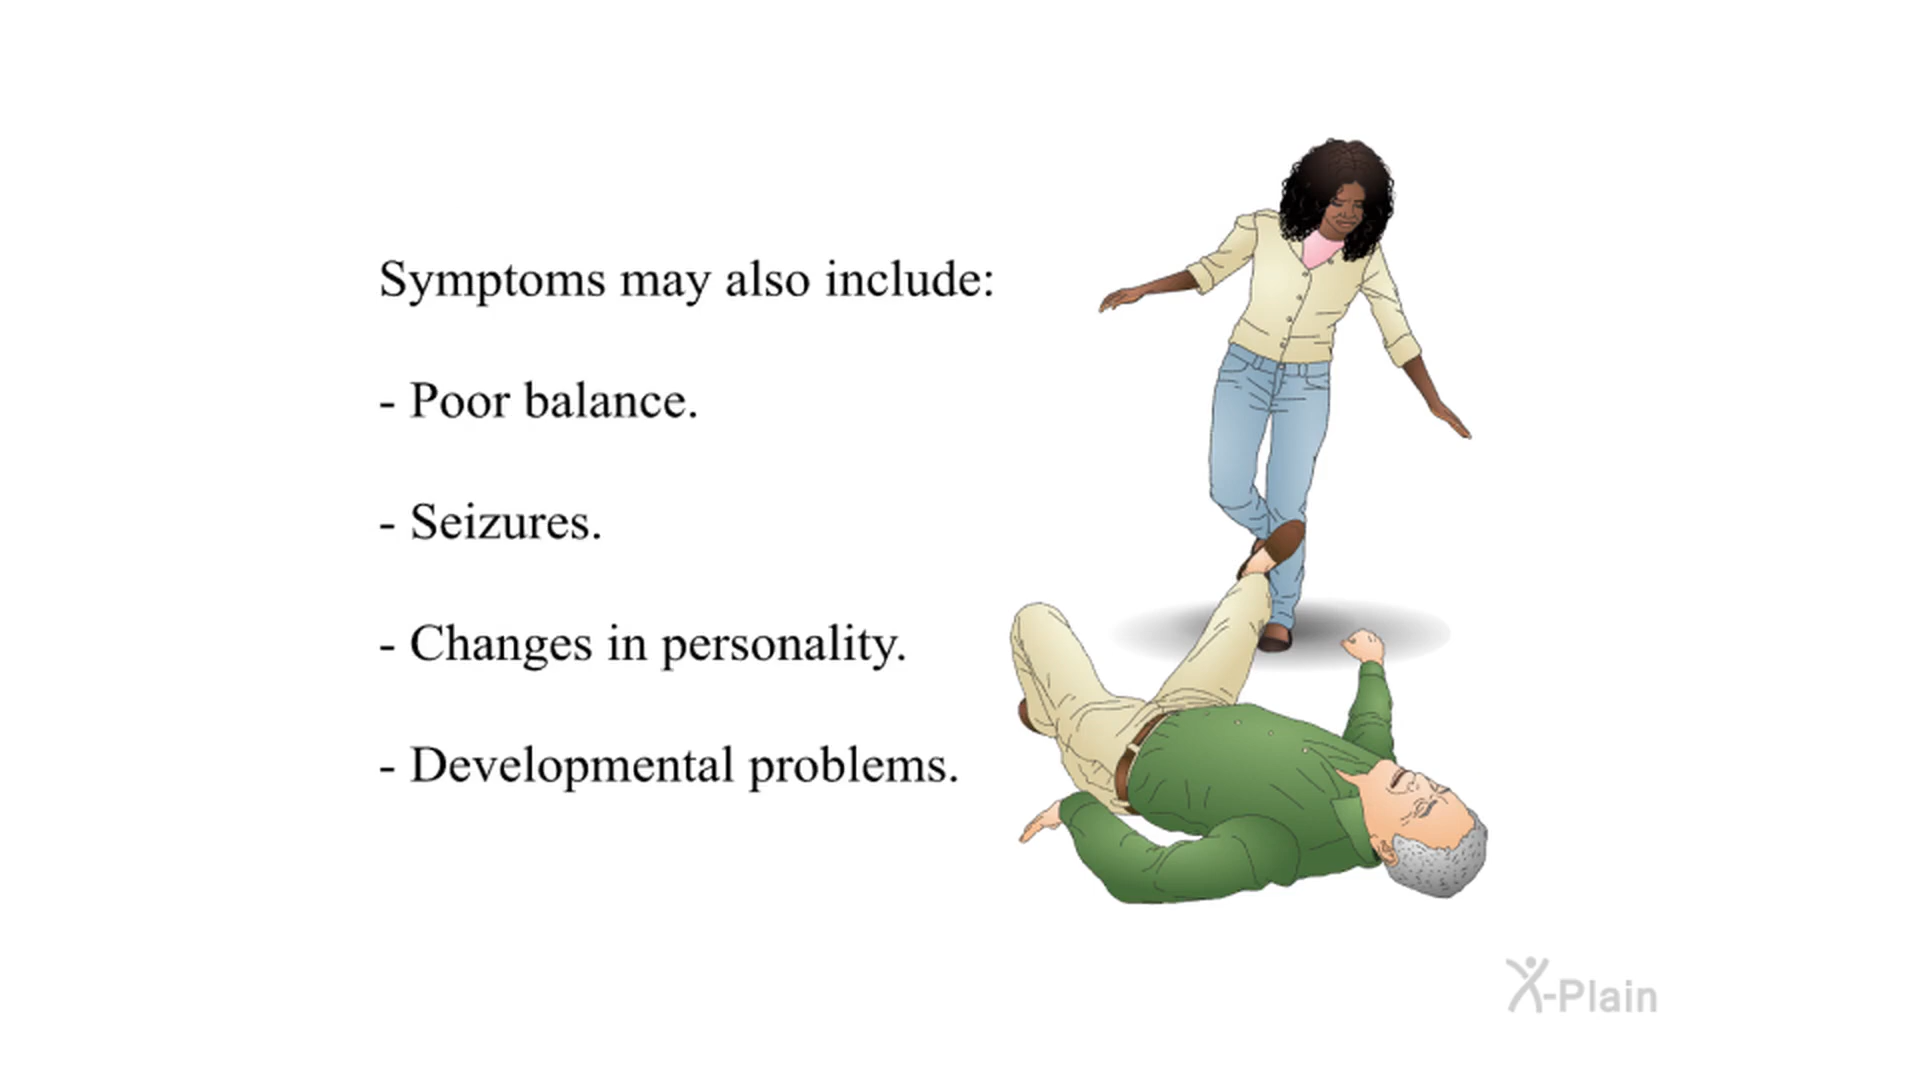 Symptoms may also include:
- Poor balance.
- Seizures.
- Changes in personality.
- Developmental problems.
X-Plain